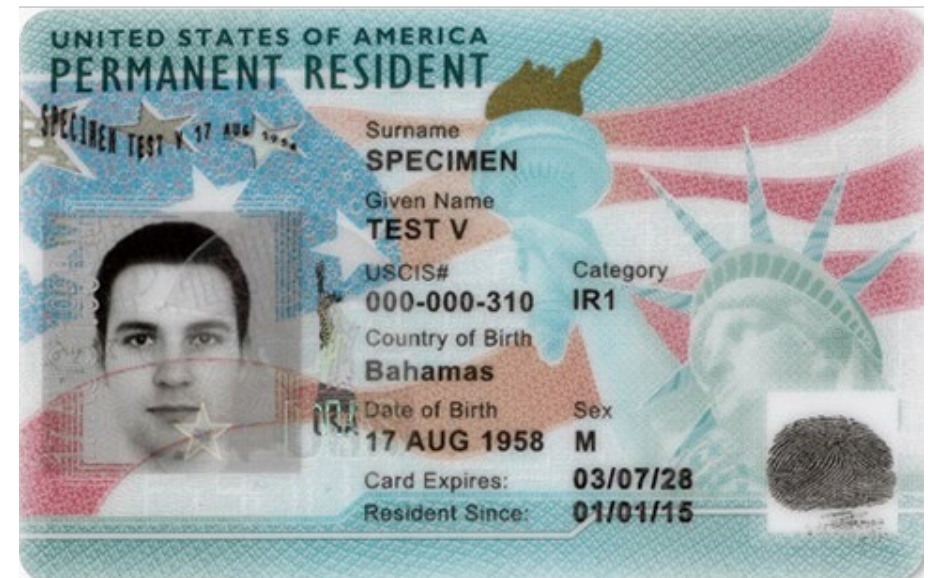 UNITED STATES OF AMERICA
PERMANENT RESIDENT
SPECIMEN TEST V 17 AUG 1958
Surname
SPECIMEN
Given Name
TEST V
USCIS# Category
000-000-310 IR1
Country of Birth
Bahamas
Date of Birth Sex
17 AUG 1958 M
Card Expires: 03/07/28
Resident Since: 01/01/15
USA